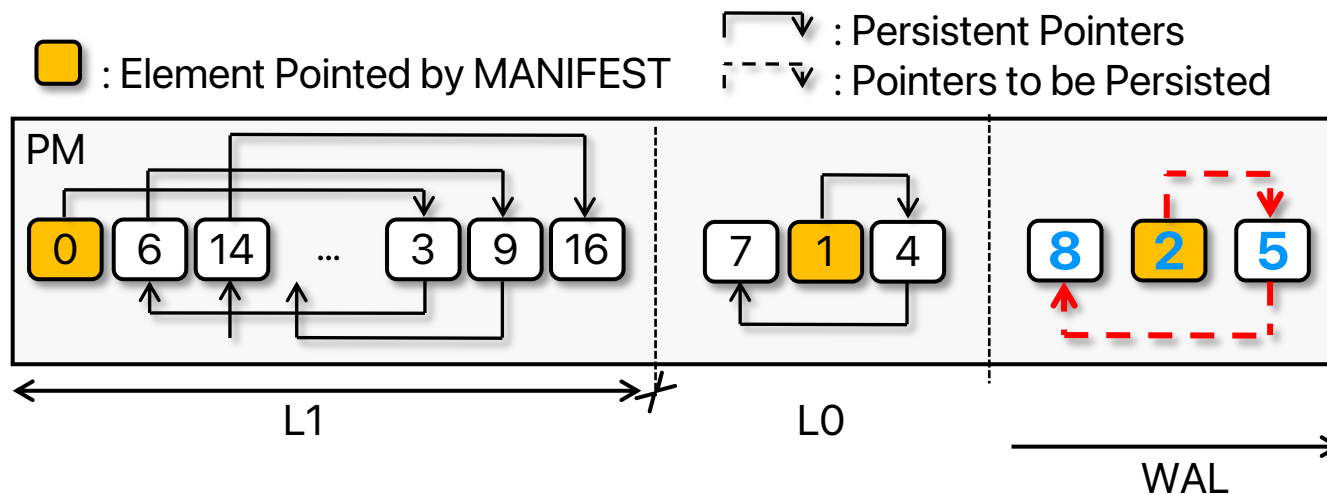 : Element Pointed by MANIFEST
: Persistent Pointers
: Pointers to be Persisted
PM
0 6 14 ... 3 9 16 7 1 4 8 2 5
L1 L0
WAL